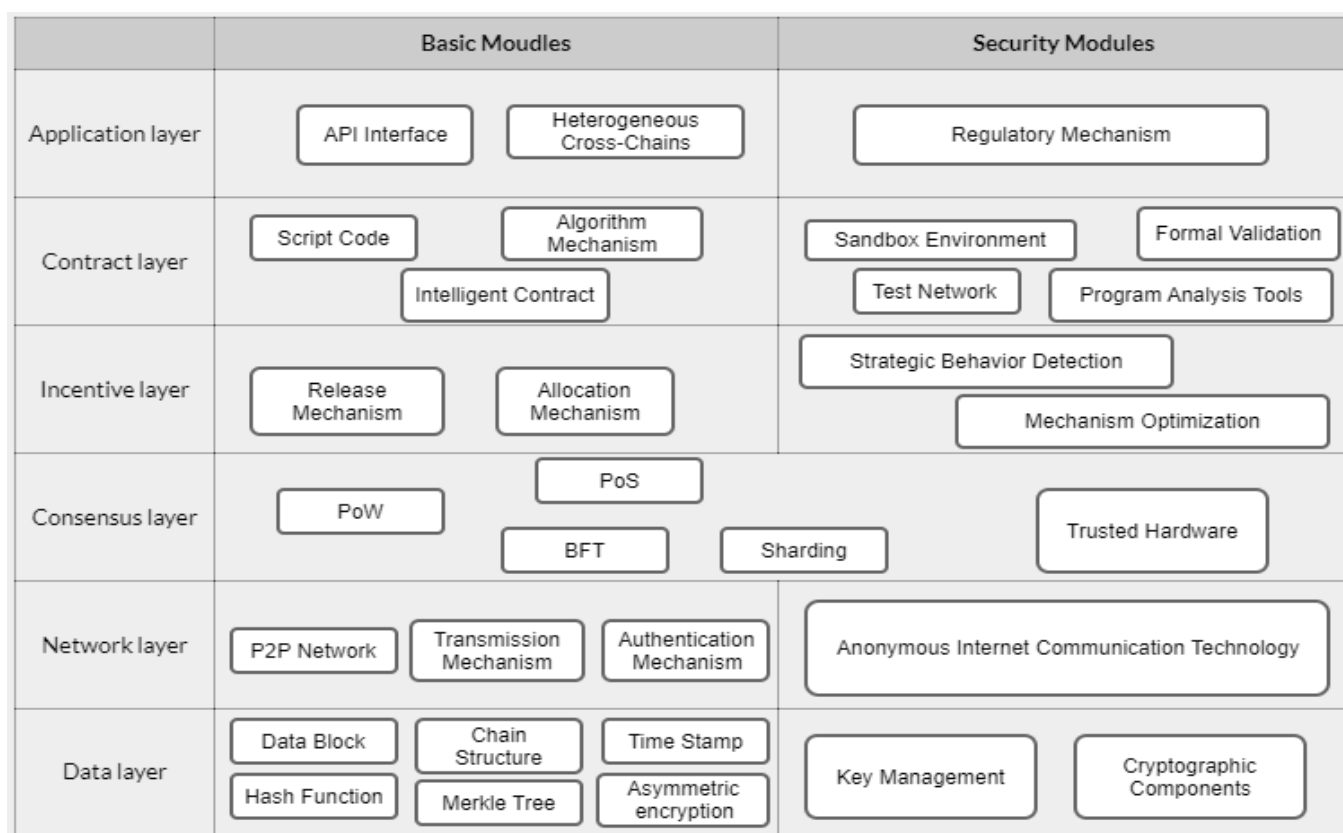 Basic Moudles
Security Modules
Application layer
API Interface
Heterogeneous
Cross-Chains
Regulatory Mechanism
Contract layer
Script Code
Algorithm
Mechanism
Intelligent Contract
Sandbox Environment
Formal Validation
Test Network
Program Analysis Tools
Incentive layer
Release
Mechanism
Allocation
Mechanism
Strategic Behavior Detection
Mechanism Optimization
Consensus layer
PoW
PoS
BFT
Sharding
Trusted Hardware
Network layer
P2P Network
Transmission
Mechanism
Authentication
Mechanism
Anonymous Internet Communication Technology
Data layer
Data Block
Chain
Structure
Time Stamp
Hash Function
Merkle Tree
Asymmetric
encryption
Key Management
Cryptographic
Components